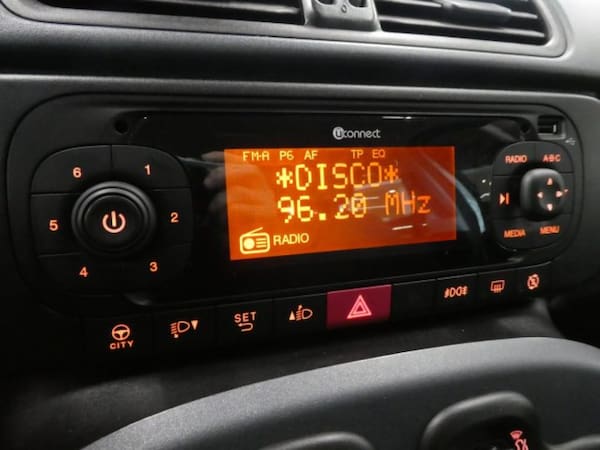 uconnect
FM-A P6 AF TP EQ
*DISCO*
96.20 MHz
RADIO
6 1
5 2
4 3
RADIO A-B-C
MEDIA MENU
CITY
SET